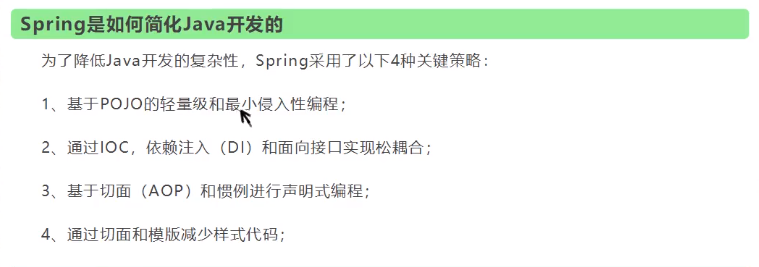 Spring是如何简化Java开发的
为了降低Java开发的复杂性，Spring采用了以下4种关键策略：
1、基于POJO的轻量级和最小侵入性编程；
2、通过IOC，依赖注入（DI）和面向接口实现松耦合；
3、基于切面（AOP）和惯例进行声明式编程；
4、通过切面和模版减少样式代码；